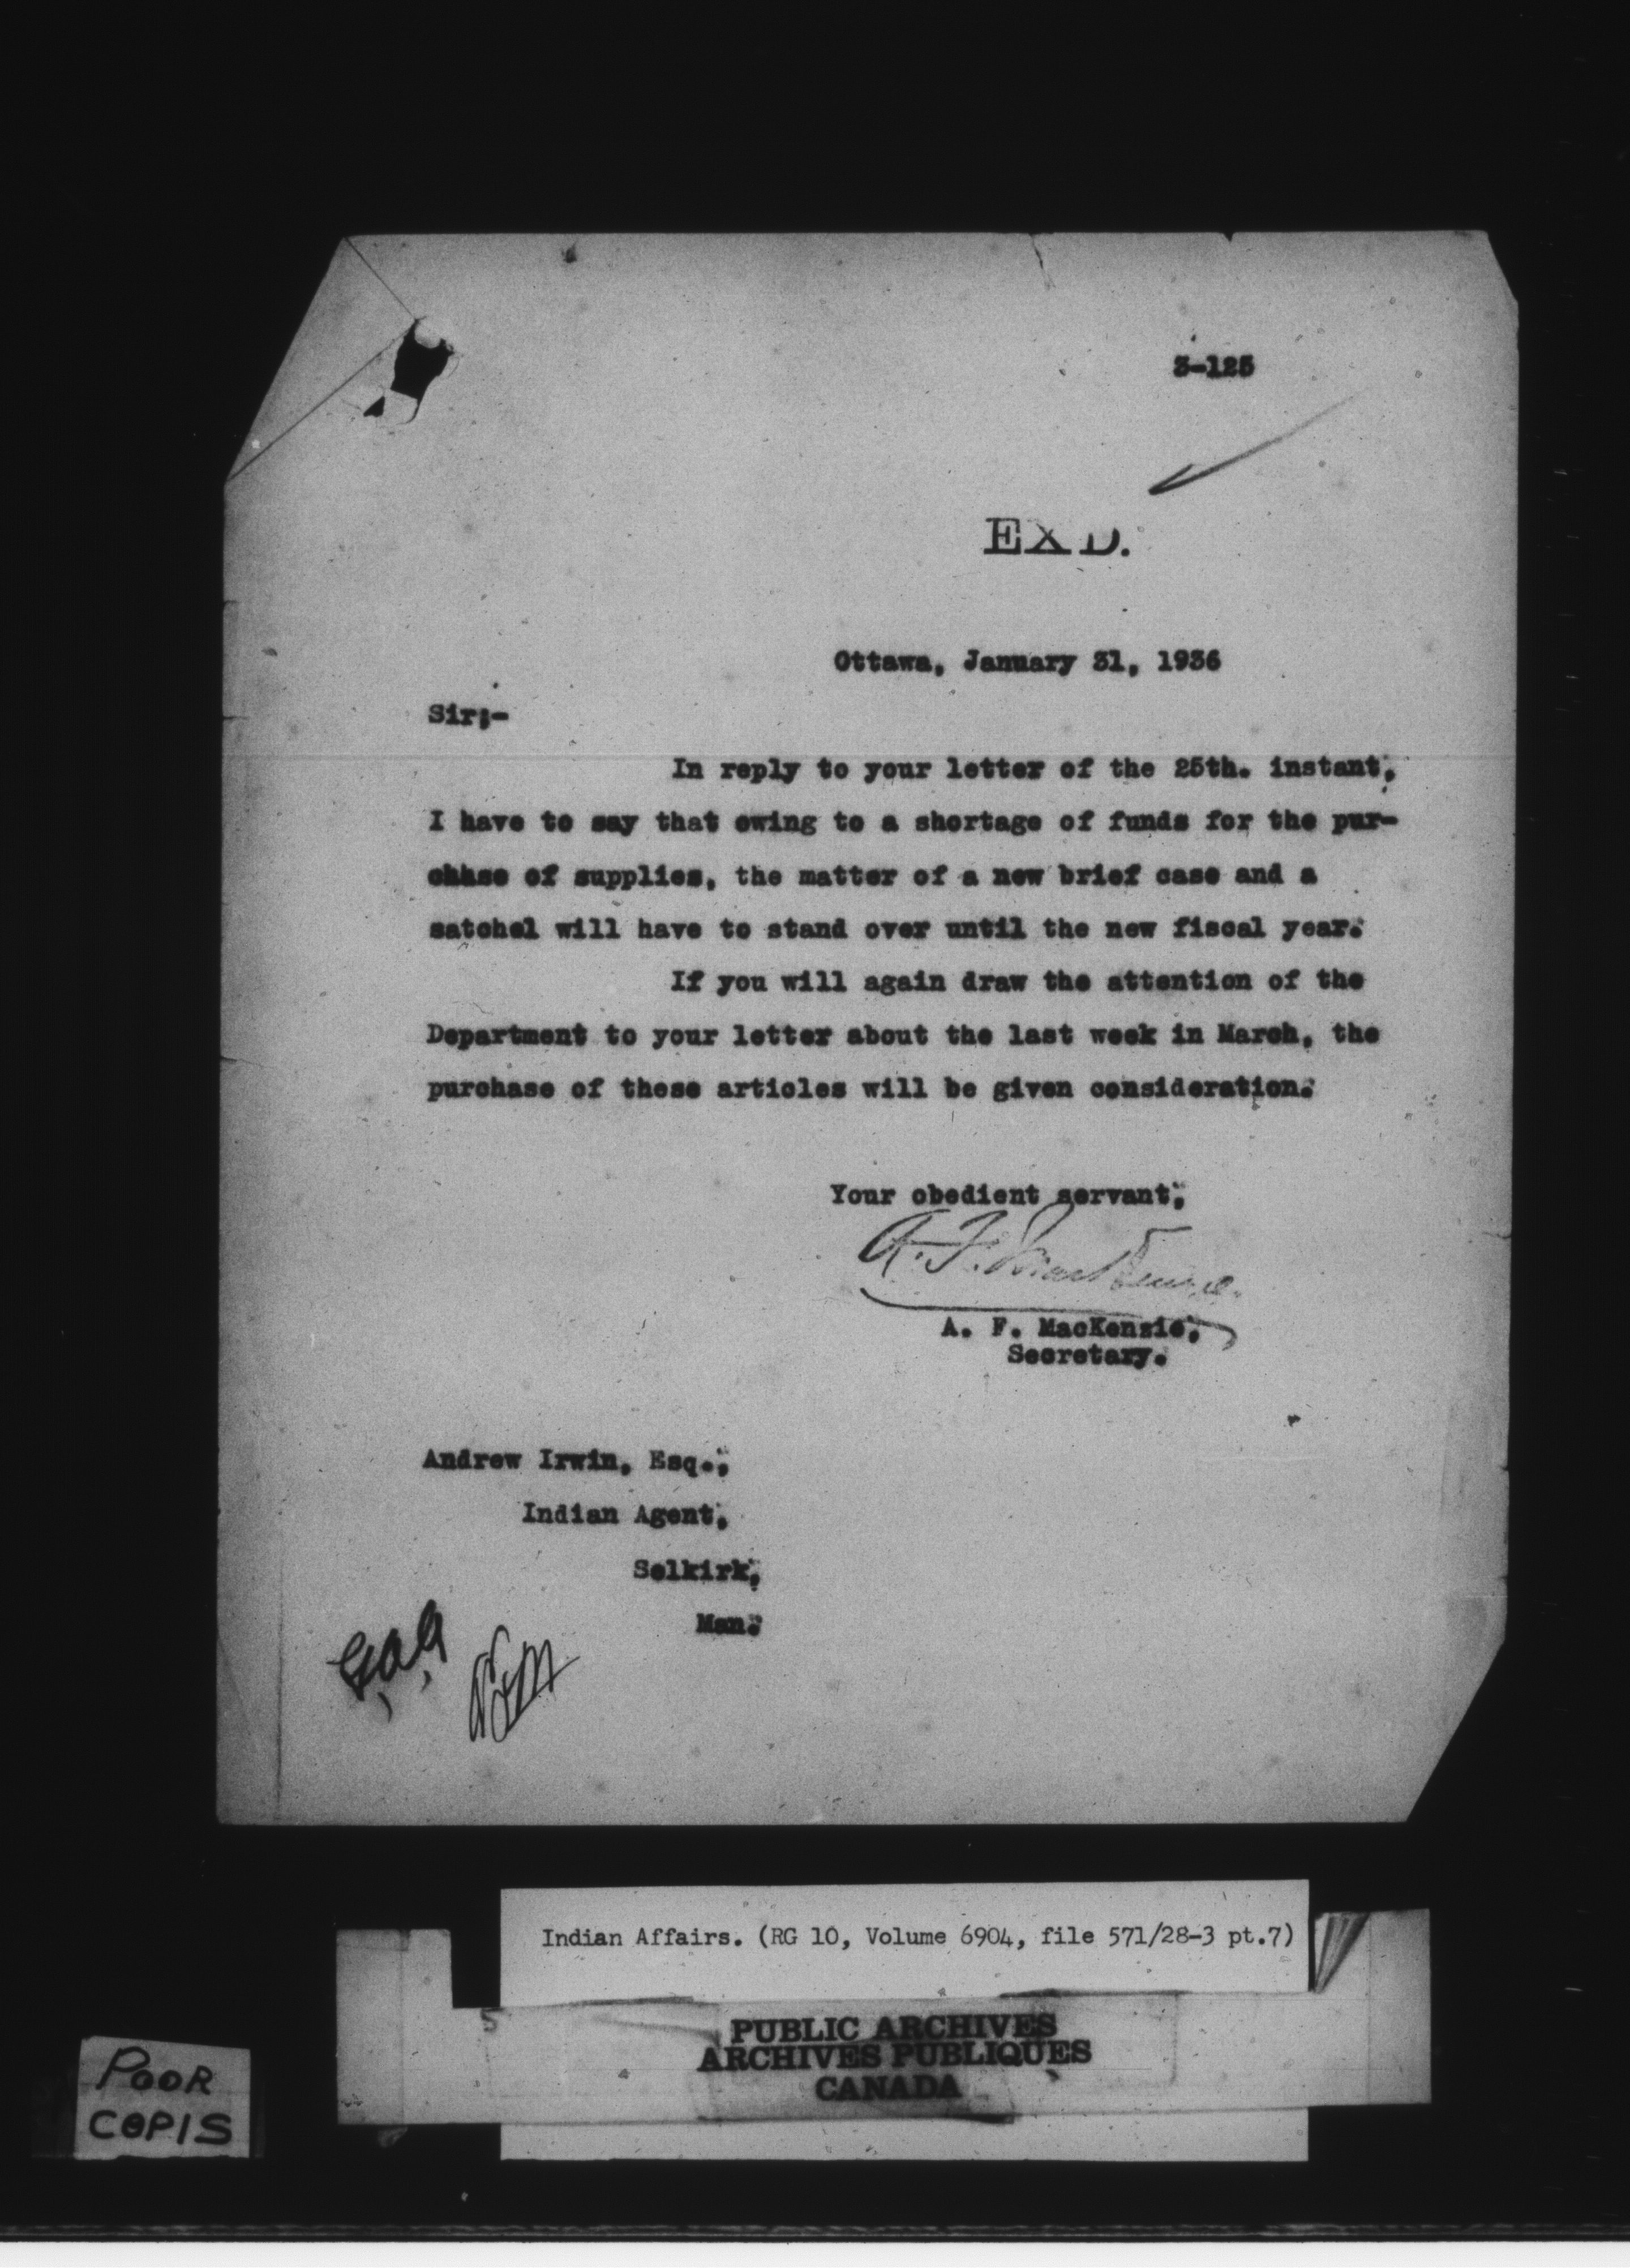 3-125
EXD.
Ottawa, January 31, 1936
Sir:-
In reply to your letter of the 25th. instant,
I have to say that owing to a shortage of funds for the pur-
chase of supplies, the matter of a new brief case and a
satchel will have to stand over until the new fiscal year.
If you will again draw the attention of the
Department to your letter about the last week in March, the
purchase of these articles will be given consideration.
Your obedient servant,
A. F. MacKenzie.
A. F. MacKenzie,
Secretary.
Andrew Irwin, Esq.,
Indian Agent,
Selkirk,
Man.
Indian Affairs. (RG 10, Volume 6904, file 571/28-3 pt.7)
5
PUBLIC ARCHIVES
ARCHIVES PUBLIQUES
CANADA
POOR
COPIS